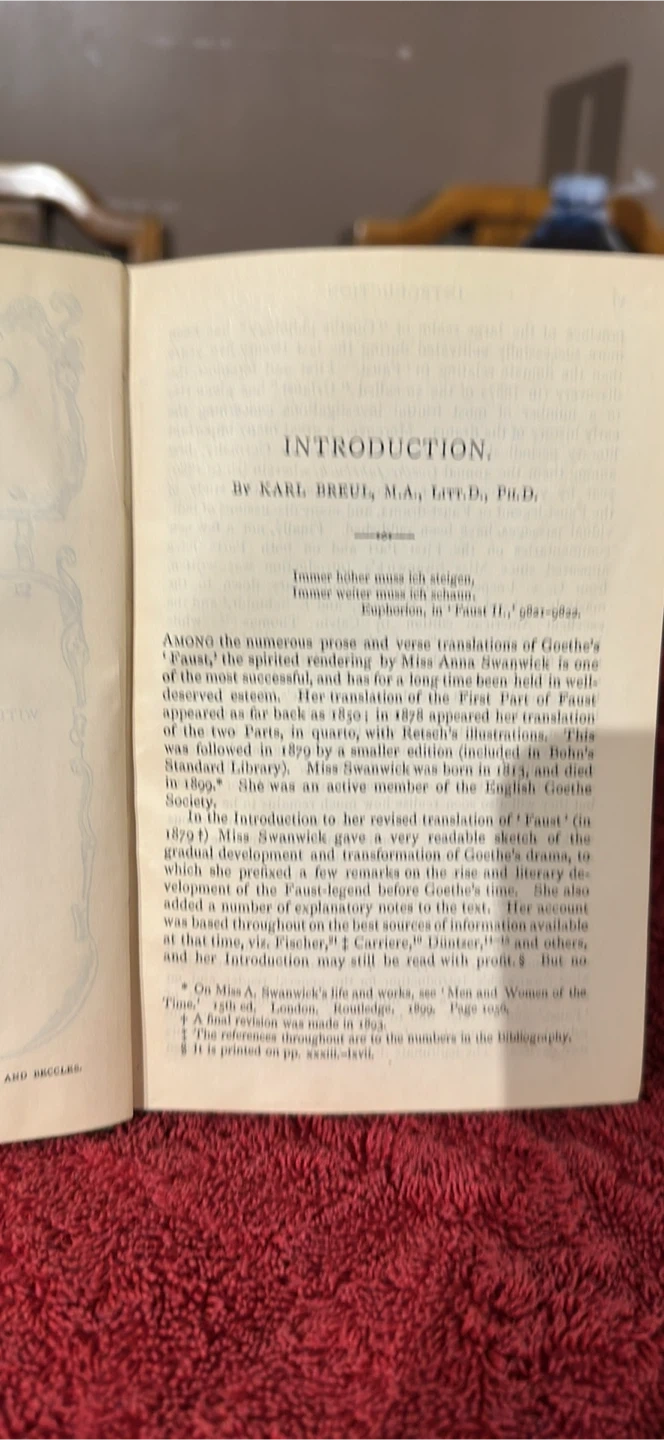 AND BECCLES.
INTRODUCTION.
BY KARL BREUL, M.A., LITT.D., PH.D.
Immer höher muss ich steigen,
Immer weiter muss ich schaun.
Euphorion, in 'Faust II.,' 9821-9822.
AMONG the numerous prose and verse translations of Goethe's
'Faust,' the spirited rendering by Miss Anna Swanwick is one
of the most successful, and has for a long time been held in well-
deserved esteem. Her translation of the First Part of Faust
appeared as far back as 1850; in 1878 appeared her translation
of the two Parts, in quarto, with Retsch's illustrations. This
was followed in 1879 by a smaller edition (included in Bohn's
Standard Library). Miss Swanwick was born in 1813, and died
in 1899.* She was an active member of the English Goethe
Society.
In the Introduction to her revised translation of 'Faust' (in
1879†) Miss Swanwick gave a very readable sketch of the
gradual development and transformation of Goethe's drama, to
which she prefixed a few remarks on the rise and literary de-
velopment of the Faust-legend before Goethe's time. She also
added a number of explanatory notes to the text. Her account
was based throughout on the best sources of information available
at that time, viz. Fischer, ‡ Carriere, Düntzer, and others,
and her Introduction may still be read with profit.§ But no
* On Miss A. Swanwick's life and works, see 'Men and Women of the
Time,' 15th ed, London, Routledge, 1899. Page 1056.
† A final revision was made in 1893.
‡ The references throughout are to the numbers in the bibliography.
§ It is printed on pp. xxxiii.-lxvii.